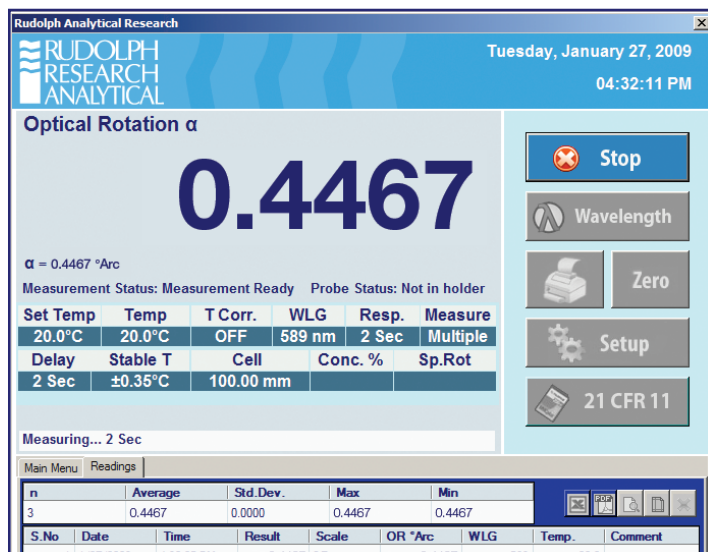 Rudolph Analytical Research
RUDOLPH
RESEARCH
ANALYTICAL
Tuesday, January 27, 2009
04:32:11 PM
Optical Rotation α
0.4467
α = 0.4467 °Arc
Measurement Status: Measurement Ready Probe Status: Not in holder
Set Temp Temp T Corr. WLG Resp. Measure
20.0°C 20.0°C OFF 589 nm 2 Sec Multiple
Delay Stable T Cell Conc. % Sp.Rot
2 Sec ±0.35°C 100.00 mm
Measuring... 2 Sec
Stop
Wavelength
Zero
Setup
21 CFR 11
Main Menu Readings
n Average Std.Dev. Max Min
3 0.4467 0.0000 0.4467 0.4467
PDF
S.No Date Time Result Scale OR °Arc WLG Temp. Comment